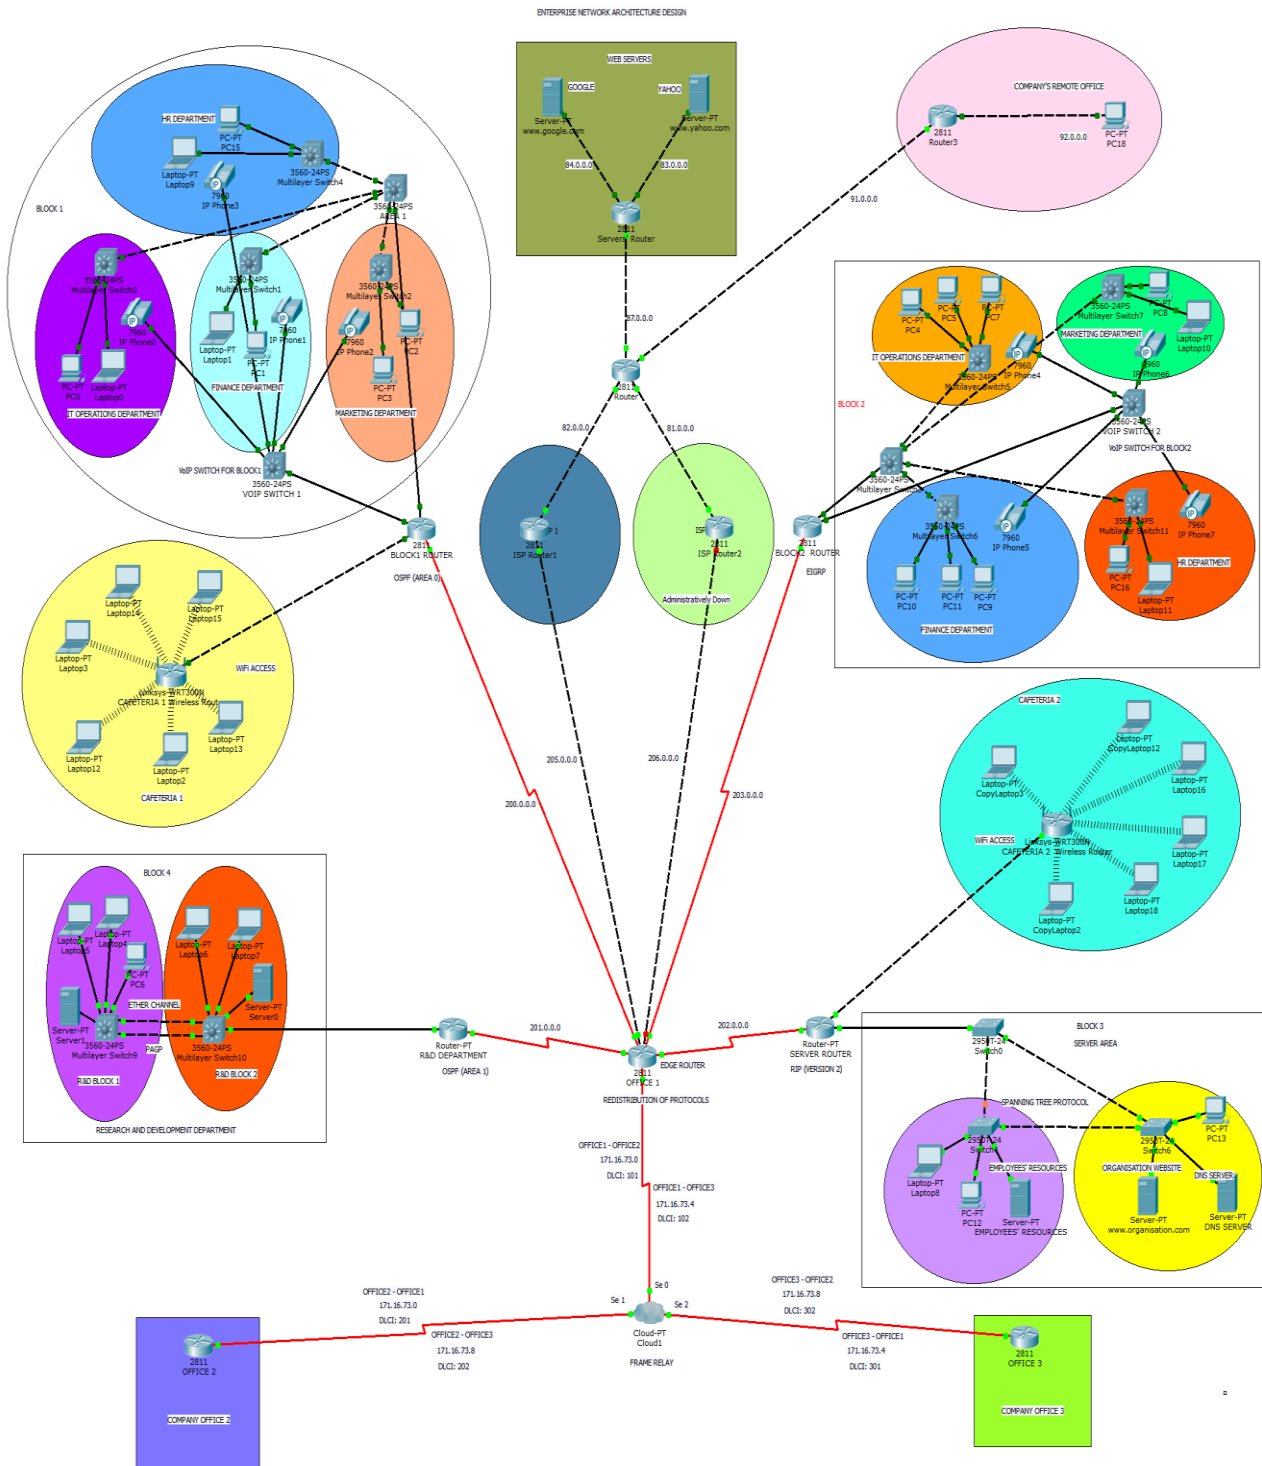 ENTERPRISE NETWORK ARCHITECTURE DESIGN
WEB SERVERS
GOOGLE
YAHOO
Server-PT
www.google.com
Server-PT
www.yahoo.com
84.0.0.0
83.0.0.0
2811
Servers Router
87.0.0.0
2811
Router
82.0.0.0
81.0.0.0
91.0.0.0
COMPANY'S REMOTE OFFICE
2811
Router3
92.0.0.0
PC-PT
PC18
BLOCK 1
HR DEPARTMENT
PC-PT
PC15
Laptop-PT
Laptop9
3560-24PS
Multilayer Switch4
7960
IP Phone3
3560-24PS
AREA 1
3560-24PS
Multilayer Switch0
7960
IP Phone0
PC-PT
PC0
Laptop-PT
Laptop0
IT OPERATIONS DEPARTMENT
3560-24PS
Multilayer Switch1
Laptop-PT
Laptop1
PC-PT
PC1
7960
IP Phone1
FINANCE DEPARTMENT
3560-24PS
Multilayer Switch2
7960
IP Phone2
PC-PT
PC2
PC-PT
PC3
MARKETING DEPARTMENT
VoIP SWITCH FOR BLOCK1
3560-24PS
VOIP SWITCH 1
2811
BLOCK1 ROUTER
OSPF (AREA 0)
2811
ISP Router1
2811
ISP Router2
Administratively Down
2811
BLOCK2 ROUTER
EIGRP
BLOCK 2
PC-PT
PC4
PC-PT
PC5
PC-PT
PC7
IT OPERATIONS DEPARTMENT
3560-24PS
Multilayer Switch5
7960
IP Phone4
3560-24PS
Multilayer Switch7
PC-PT
PC8
Laptop-PT
Laptop10
MARKETING DEPARTMENT
7960
IP Phone6
3560-24PS
VOIP SWITCH 2
VoIP SWITCH FOR BLOCK2
3560-24PS
3560-24PS
Multilayer Switch6
7960
IP Phone5
PC-PT
PC10
PC-PT
PC11
PC-PT
PC9
FINANCE DEPARTMENT
3560-24PS
Multilayer Switch11
7960
IP Phone7
PC-PT
PC16
Laptop-PT
Laptop11
HR DEPARTMENT
Laptop-PT
Laptop14
Laptop-PT
Laptop15
Laptop-PT
Laptop3
WiFi ACCESS
Linksys-WRT300N
CAFETERIA 1 Wireless Rout
Laptop-PT
Laptop12
Laptop-PT
Laptop2
Laptop-PT
Laptop13
CAFETERIA 1
205.0.0.0
206.0.0.0
200.0.0.0
203.0.0.0
CAFETERIA 2
Laptop-PT
CopyLaptop12
Laptop-PT
CopyLaptop3
Laptop-PT
Laptop16
WiFi ACCESS
Linksys-WRT300N
CAFETERIA 2 Wireless Router
Laptop-PT
Laptop17
Laptop-PT
Laptop18
Laptop-PT
CopyLaptop2
BLOCK 4
Laptop-PT
Laptop5
Laptop-PT
Laptop4
PC-PT
PC6
Laptop-PT
Laptop6
Laptop-PT
Laptop7
ETHER CHANNEL
Server-PT
Server1
Server-PT
Server0
3560-24PS
Multilayer Switch9
PAGP
3560-24PS
Multilayer Switch10
R&D BLOCK 1
R&D BLOCK 2
RESEARCH AND DEVELOPMENT DEPARTMENT
Router-PT
R&D DEPARTMENT
OSPF (AREA 1)
201.0.0.0
202.0.0.0
2811
OFFICE 1
EDGE ROUTER
REDISTRIBUTION OF PROTOCOLS
Router-PT
SERVER ROUTER
RIP (VERSION 2)
BLOCK 3
SERVER AREA
2950T-24
Switch0
SPANNING TREE PROTOCOL
2950T-24
2950T-24
Switch6
PC-PT
PC13
Laptop-PT
Laptop8
PC-PT
PC12
EMPLOYEES' RESOURCES
Server-PT
EMPLOYEES' RESOURCES
ORGANISATION WEBSITE
DNS SERVER
Server-PT
www.organisation.com
Server-PT
DNS SERVER
OFFICE1 - OFFICE2
171.16.73.0
DLCI: 101
OFFICE1 - OFFICE3
171.16.73.4
DLCI: 102
Se 0
Se 1
Se 2
Cloud-PT
Cloud1
FRAME RELAY
OFFICE2 - OFFICE1
171.16.73.0
DLCI: 201
OFFICE2 - OFFICE3
171.16.73.8
DLCI: 202
OFFICE3 - OFFICE2
171.16.73.8
DLCI: 302
OFFICE3 - OFFICE1
171.16.73.4
DLCI: 301
2811
OFFICE 2
COMPANY OFFICE 2
2811
OFFICE 3
COMPANY OFFICE 3